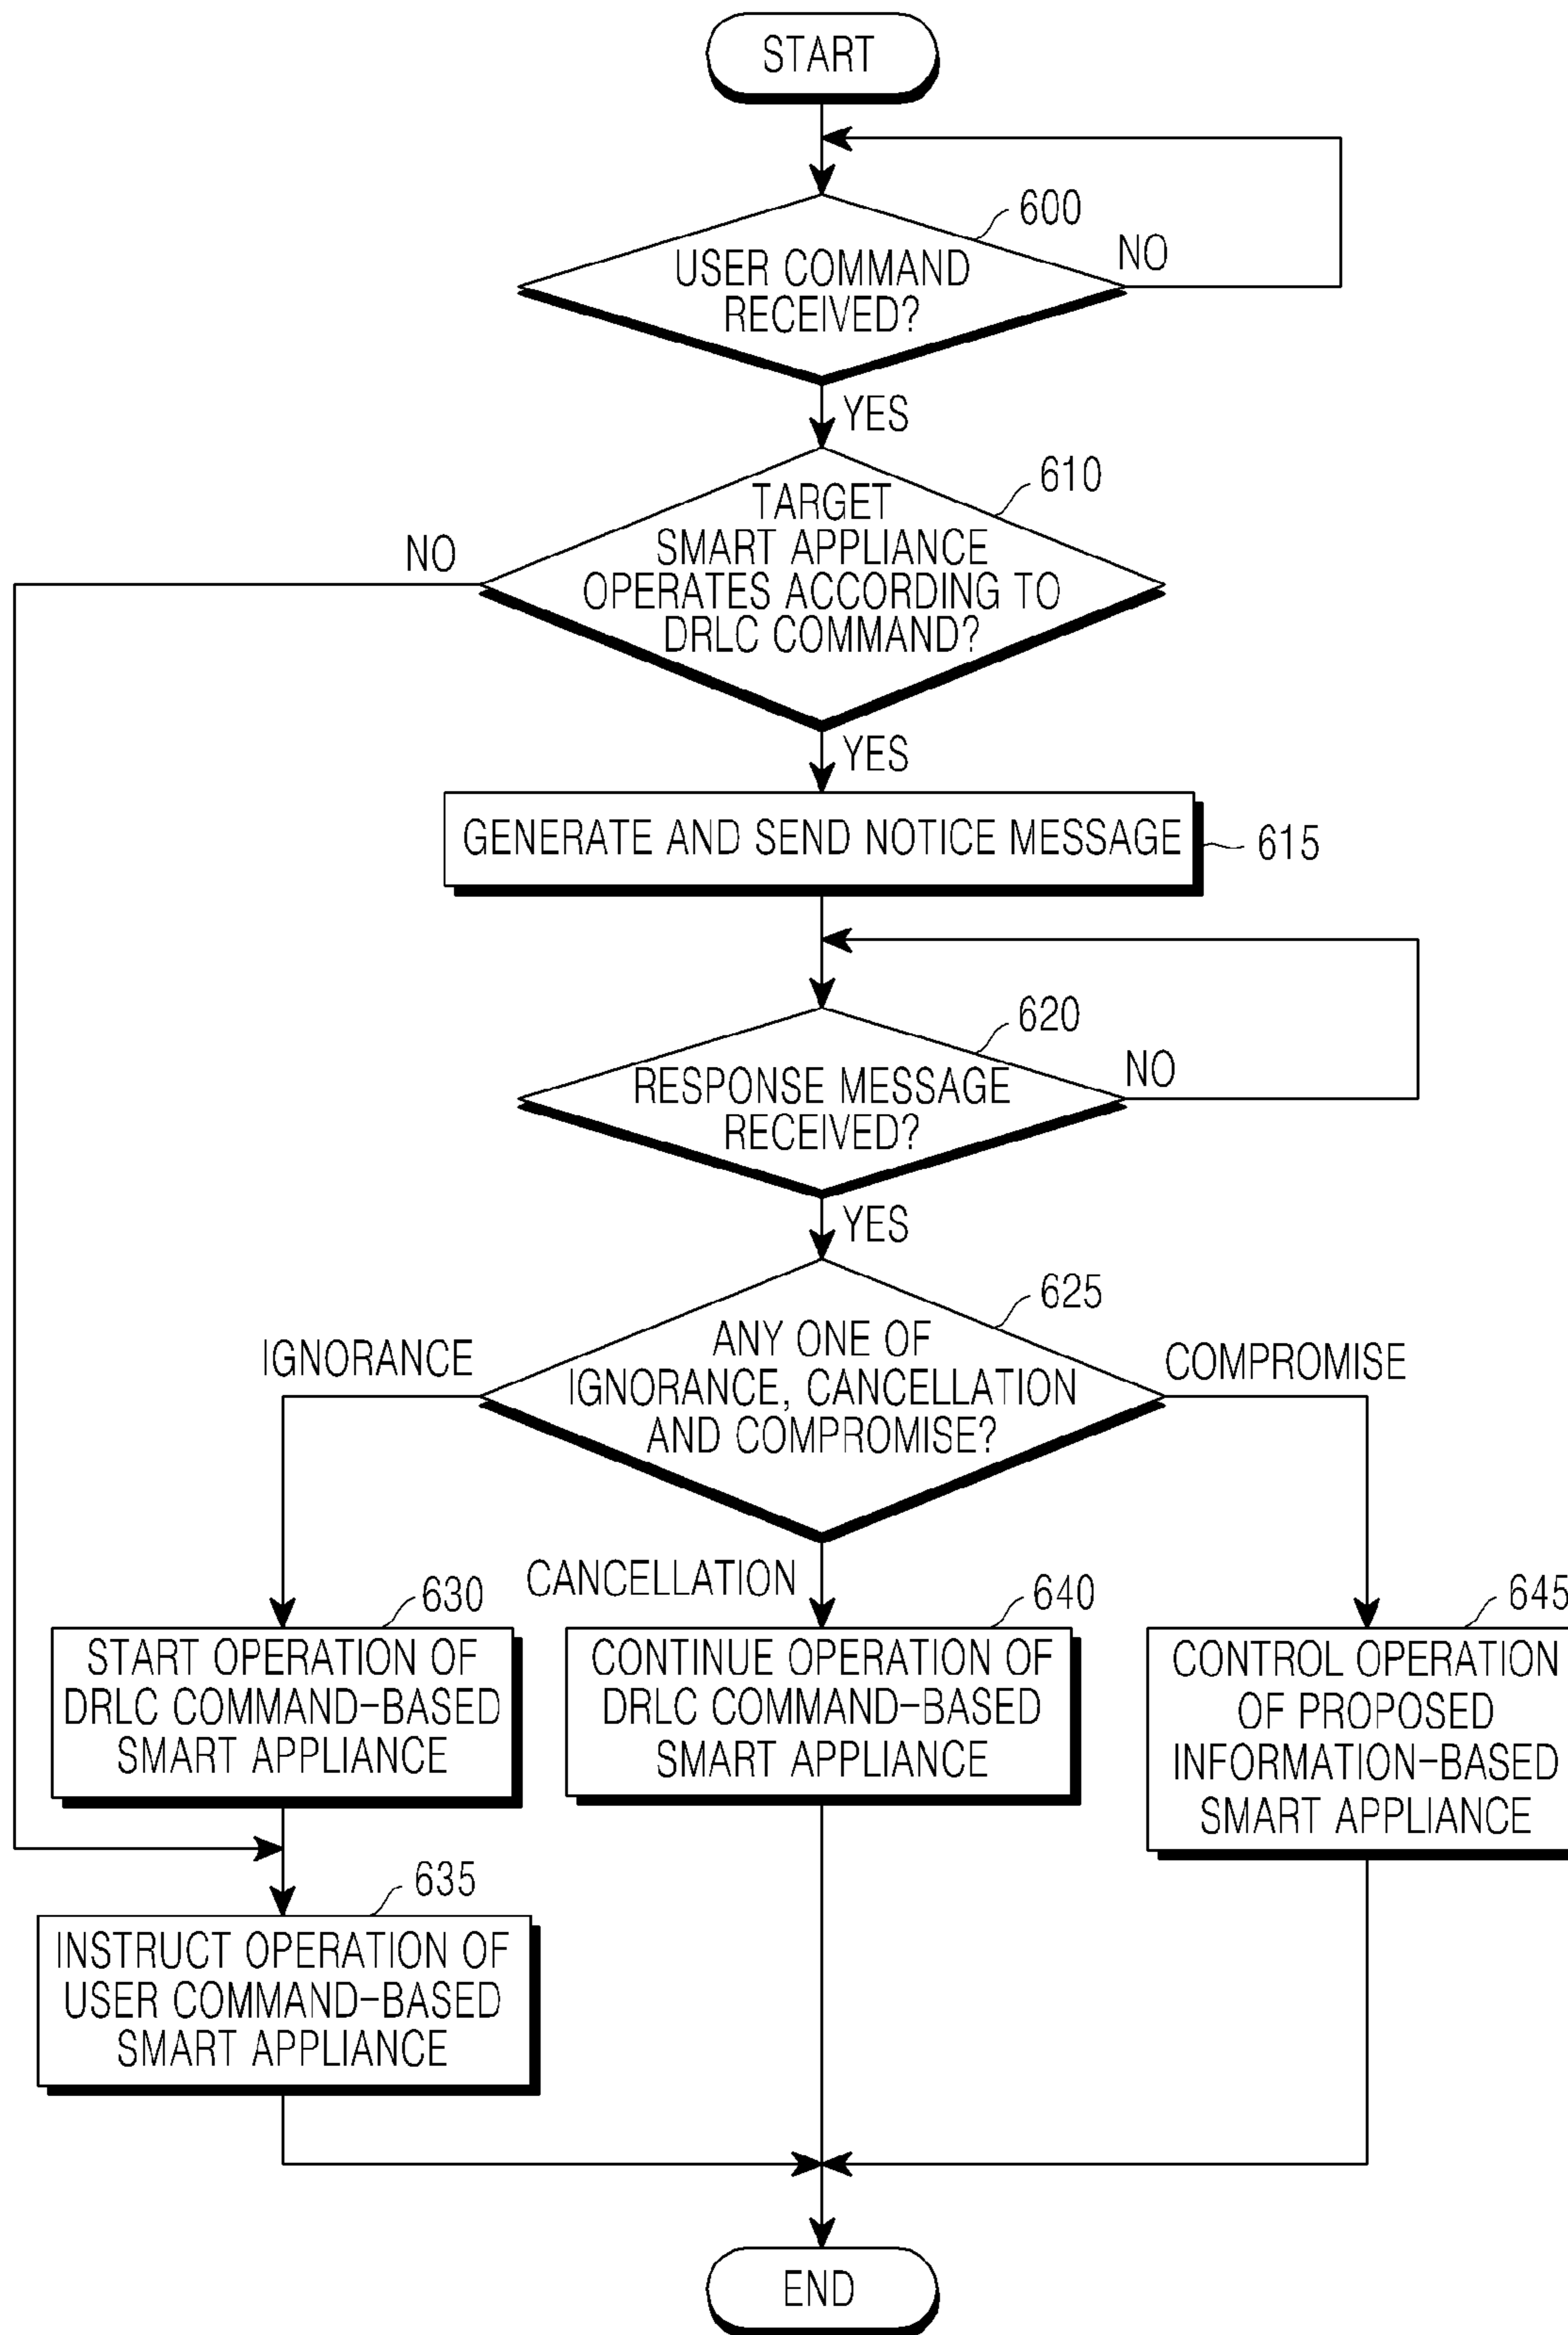 START
600
USER COMMAND
RECEIVED?
NO
YES
610
TARGET
SMART APPLIANCE
OPERATES ACCORDING TO
DRLC COMMAND?
NO
YES
GENERATE AND SEND NOTICE MESSAGE
615
620
RESPONSE MESSAGE
RECEIVED?
NO
YES
625
ANY ONE OF
IGNORANCE, CANCELLATION
AND COMPROMISE?
IGNORANCE
COMPROMISE
CANCELLATION
630
START OPERATION OF
DRLC COMMAND-BASED
SMART APPLIANCE
640
CONTINUE OPERATION OF
DRLC COMMAND-BASED
SMART APPLIANCE
645
CONTROL OPERATION
OF PROPOSED
INFORMATION-BASED
SMART APPLIANCE
635
INSTRUCT OPERATION OF
USER COMMAND-BASED
SMART APPLIANCE
END